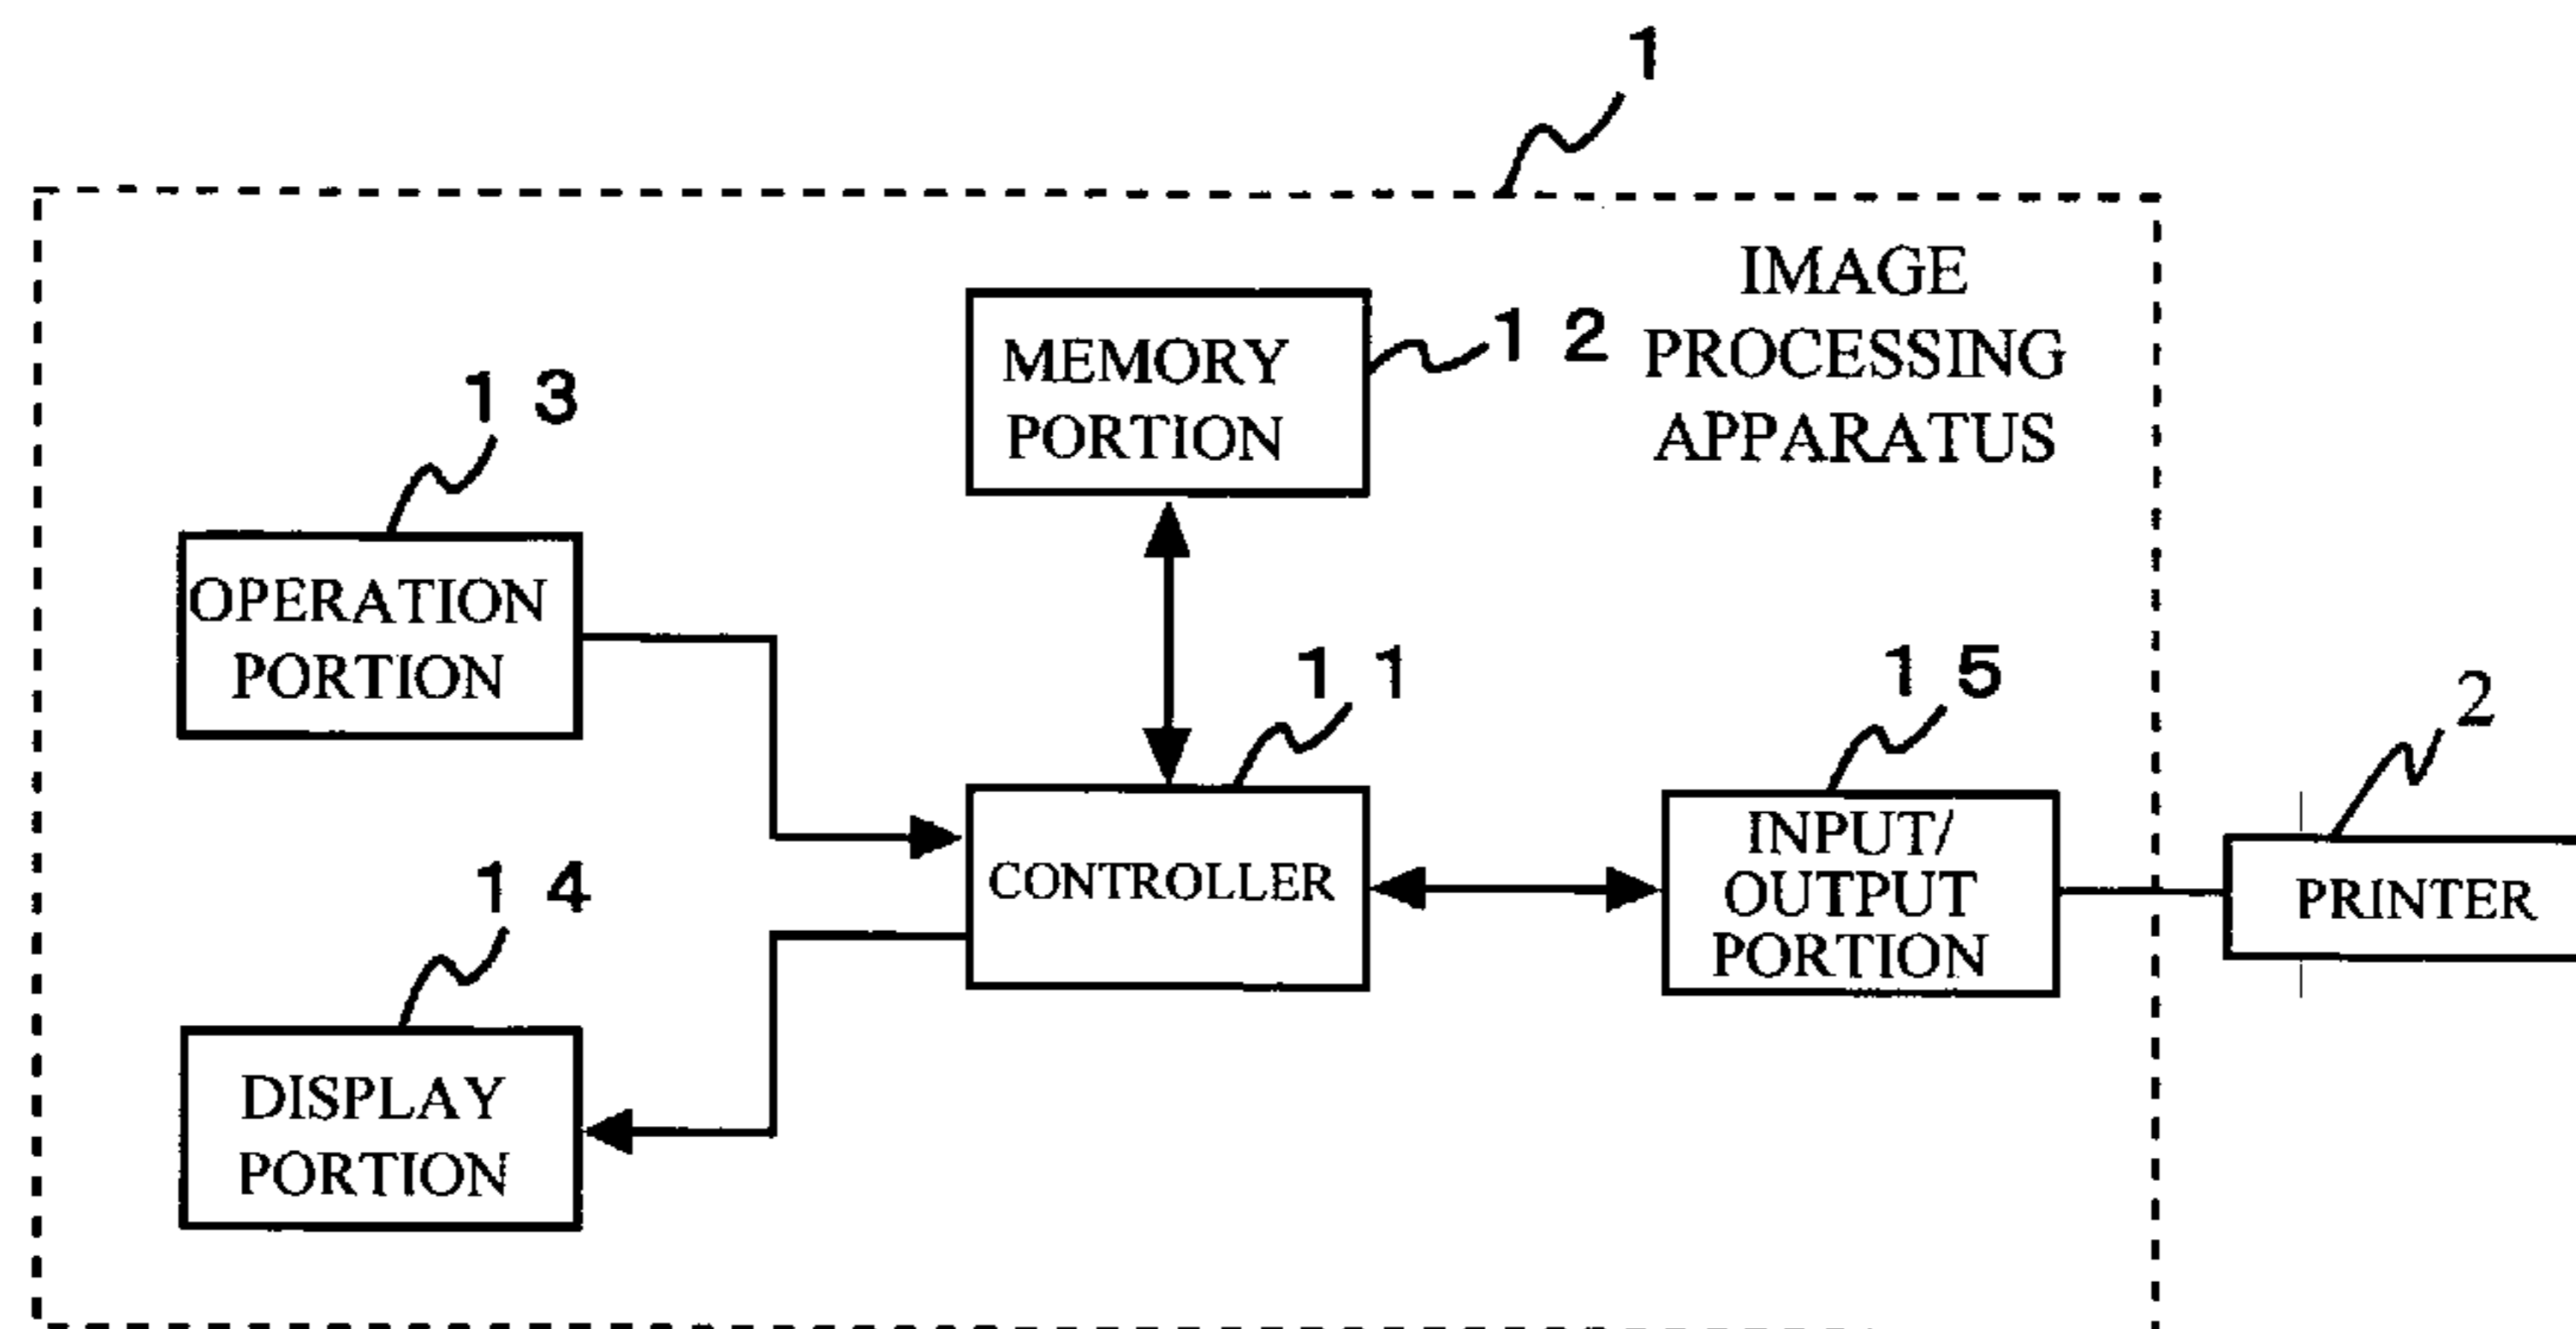 1
IMAGE
PROCESSING
APPARATUS
MEMORY
PORTION
1 2
1 3
OPERATION
PORTION
1 1
CONTROLLER
1 5
INPUT/
OUTPUT
PORTION
2
PRINTER
1 4
DISPLAY
PORTION